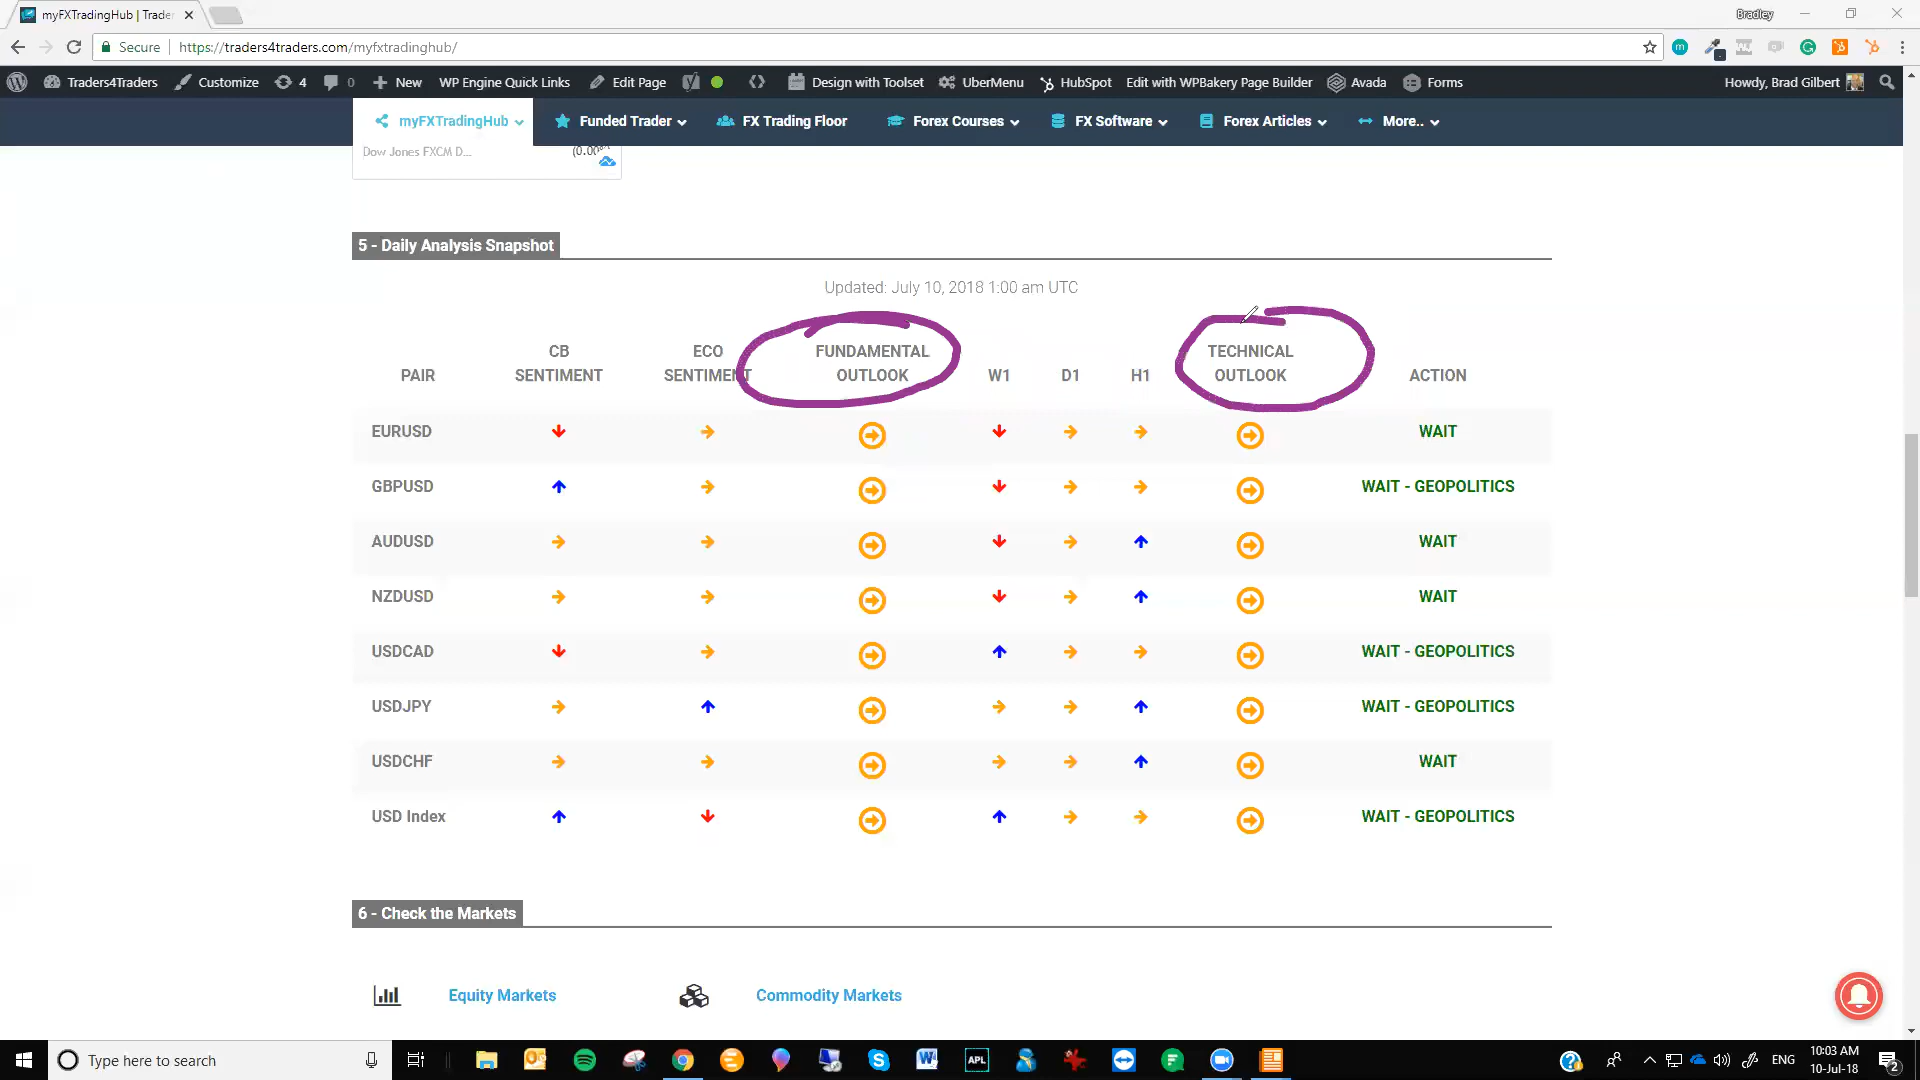 myFXTradingHub | Trade
Bradley
Secure
https://traders4traders.com/myfxtradinghub/
Traders4Traders
Customize
4
0
New
WP Engine Quick Links
Edit Page
Design with Toolset
UberMenu
HubSpot
Edit with WPBakery Page Builder
Avada
Forms
Howdy, Brad Gilbert
myFXTradingHub
Funded Trader
FX Trading Floor
Forex Courses
FX Software
Forex Articles
More..
Dow Jones FXCM D...
5 - Daily Analysis Snapshot
Updated: July 10, 2018 1:00 am UTC
PAIR
CB
SENTIMENT
ECO
SENTIMENT
FUNDAMENTAL
OUTLOOK
W1
D1
H1
TECHNICAL
OUTLOOK
ACTION
EURUSD
WAIT
GBPUSD
WAIT - GEOPOLITICS
AUDUSD
WAIT
NZDUSD
WAIT
USDCAD
WAIT - GEOPOLITICS
USDJPY
WAIT - GEOPOLITICS
USDCHF
WAIT
USD Index
WAIT - GEOPOLITICS
6 - Check the Markets
Equity Markets
Commodity Markets
Type here to search
APL
ENG
10:03 AM
10-Jul-18
2